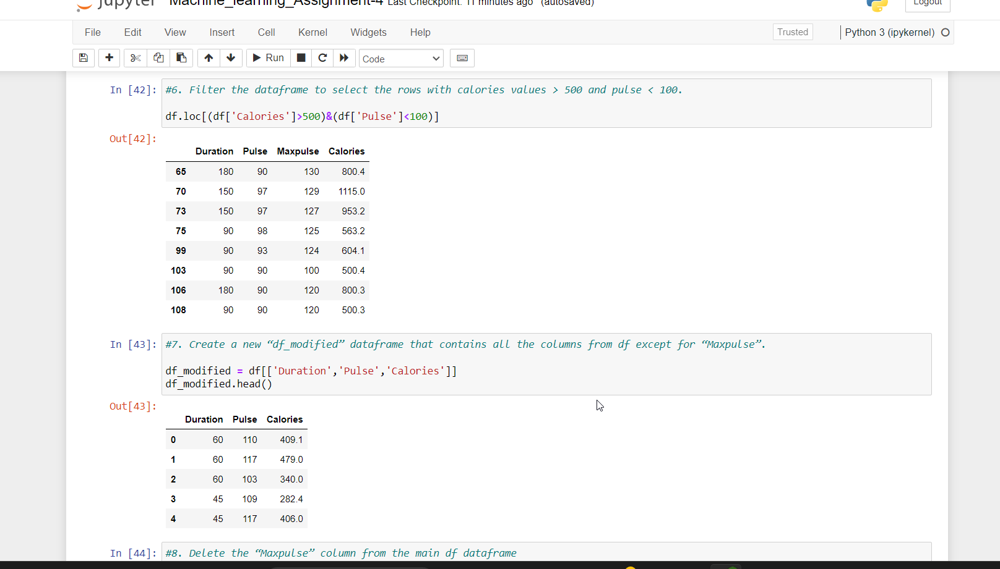 jupyter Machine_learning_Assignment-4 Last Checkpoint: 11 minutes ago (autosaved) Logout
File Edit View Insert Cell Kernel Widgets Help Trusted Python 3 (ipykernel)
Run Code
In [42]: #6. Filter the dataframe to select the rows with calories values > 500 and pulse < 100.
df.loc[(df['Calories']>500)&(df['Pulse']<100)]
Out[42]:
Duration Pulse Maxpulse Calories
65 180 90 130 800.4
70 150 97 129 1115.0
73 150 97 127 953.2
75 90 98 125 563.2
99 90 93 124 604.1
103 90 90 100 500.4
106 180 90 120 800.3
108 90 90 120 500.3
In [43]: #7. Create a new “df_modified” dataframe that contains all the columns from df except for “Maxpulse”.
df_modified = df[['Duration','Pulse','Calories']]
df_modified.head()
Out[43]:
Duration Pulse Calories
0 60 110 409.1
1 60 117 479.0
2 60 103 340.0
3 45 109 282.4
4 45 117 406.0
In [44]: #8. Delete the “Maxpulse” column from the main df dataframe